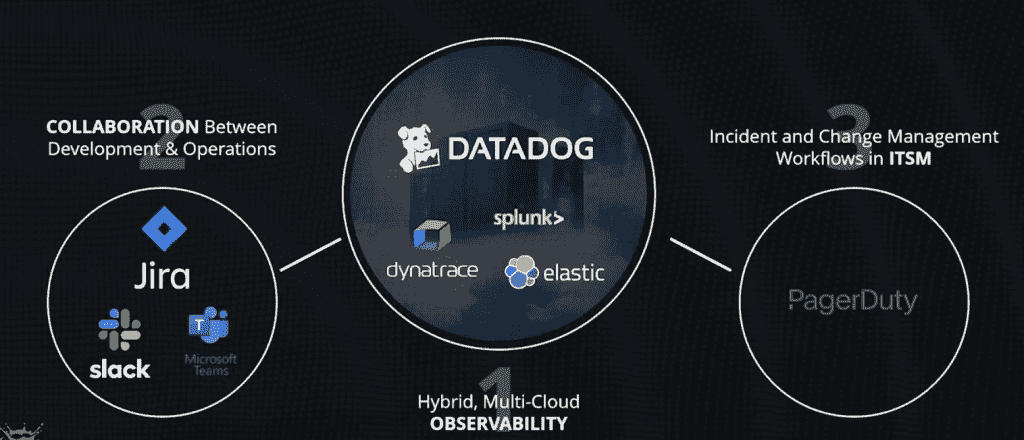 2
COLLABORATION Between
Development & Operations
Jira
slack
T
Microsoft
Teams
DATADOG
splunk>
dynatrace
elastic
1
Hybrid, Multi-Cloud
OBSERVABILITY
3
Incident and Change Management
Workflows in ITSM
PagerDuty